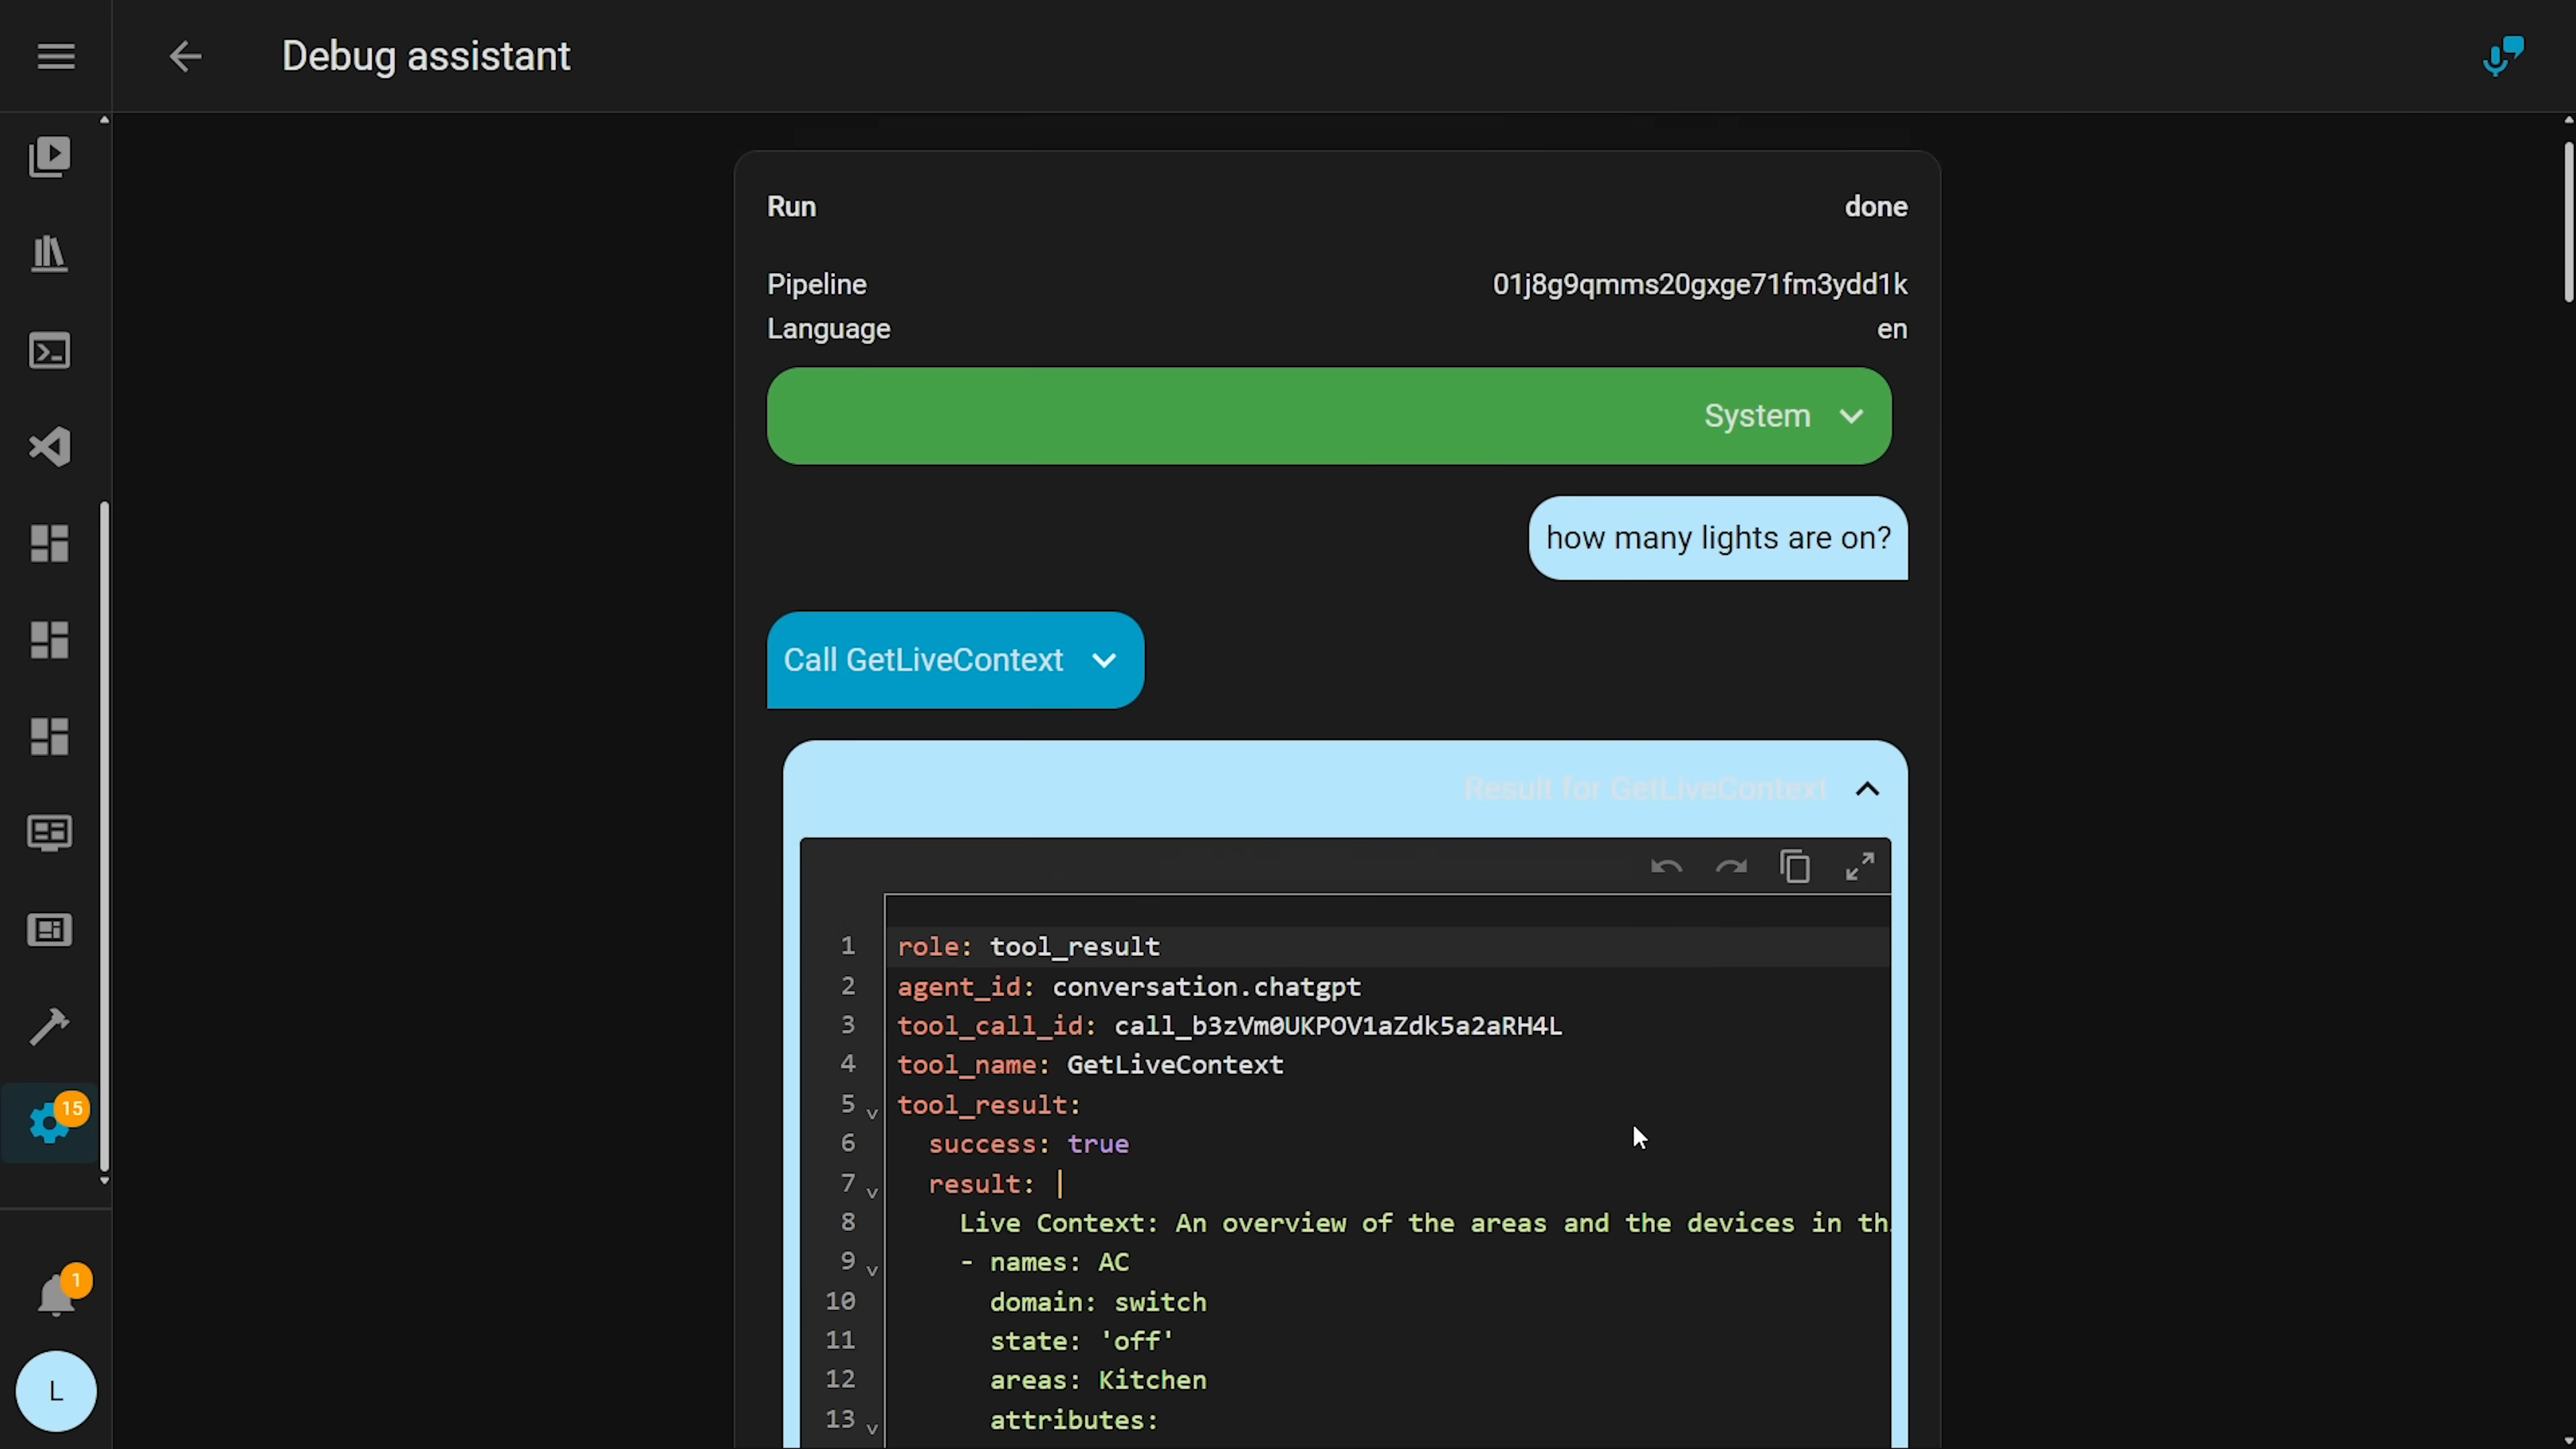 Debug assistant
Run done
Pipeline 01j8g9qmms20gxge71fm3ydd1k
Language en
System
how many lights are on?
Call GetLiveContext
Result for GetLiveContext
1 role: tool_result
2 agent_id: conversation.chatgpt
3 tool_call_id: call_b3zVm0UKPOV1aZdk5a2aRH4L
4 tool_name: GetLiveContext
5 tool_result:
6 success: true
7 result: |
8 Live Context: An overview of the areas and the devices in th
9 - names: AC
10 domain: switch
11 state: 'off'
12 areas: Kitchen
13 attributes:
15
1
L